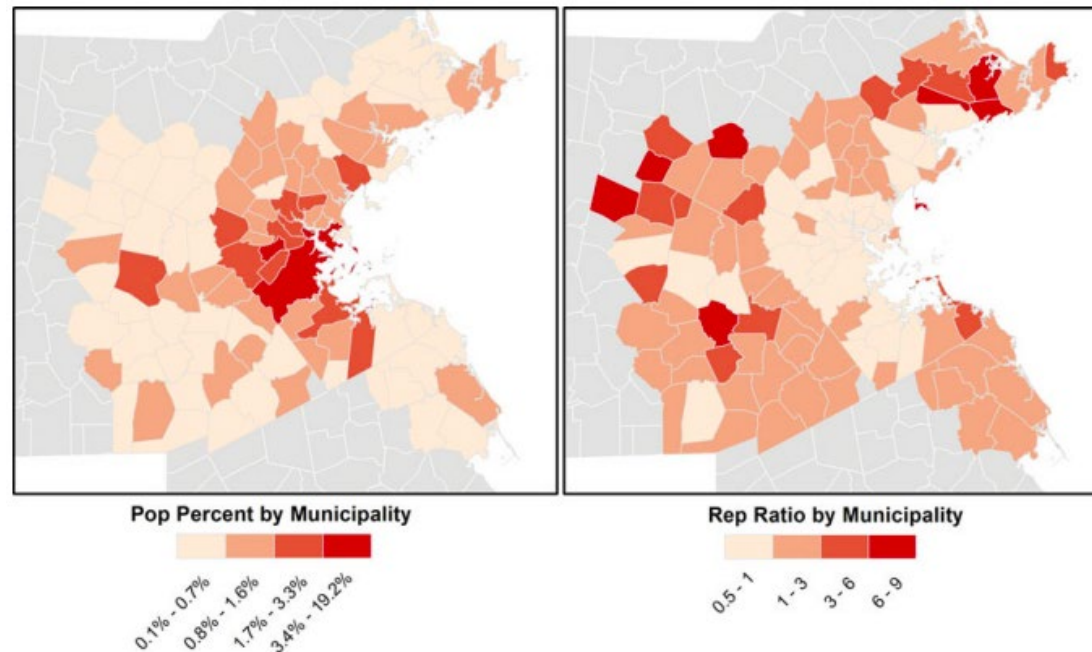 Pop Percent by Municipality
0.1% - 0.7%
0.8% - 1.6%
1.7% - 3.3%
3.4% - 19.2%
Rep Ratio by Municipality
0.5 - 1
1 - 3
3 - 6
6 - 9